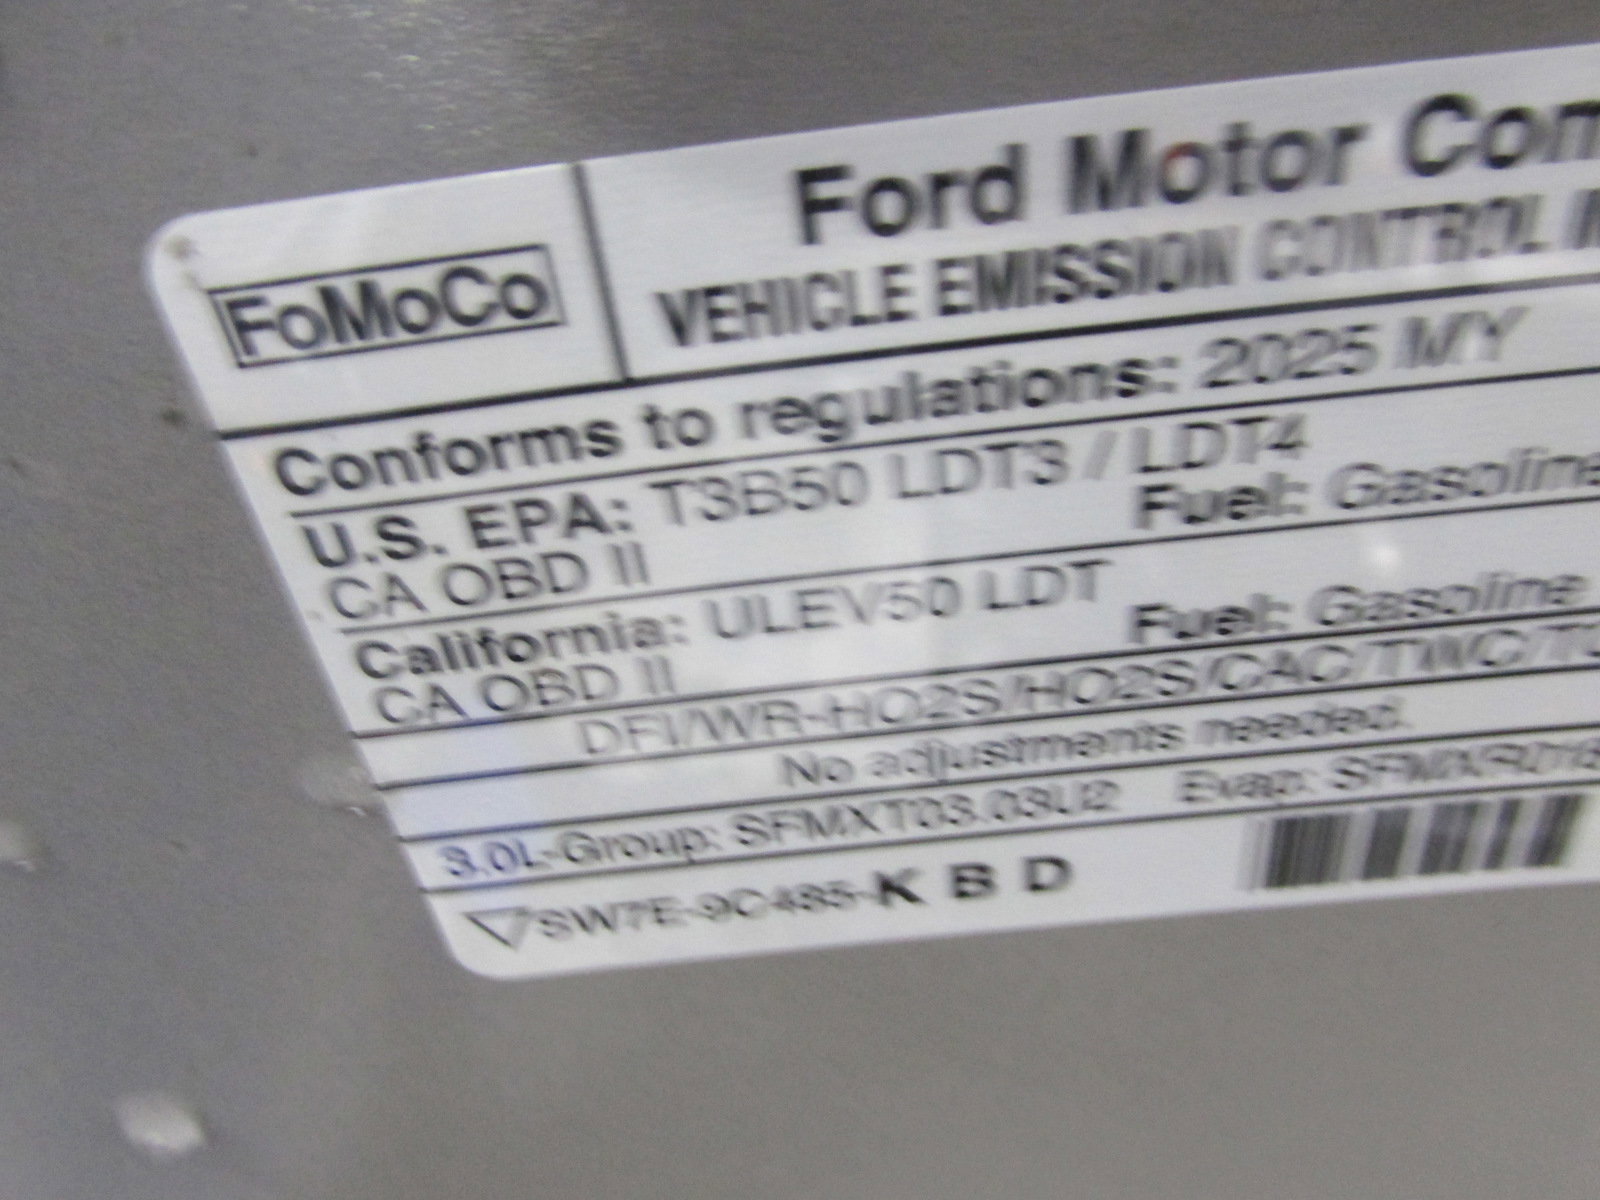 FoMoCo
Ford Motor Com
VEHICLE EMISSION CONTROL
Conforms to regulations: 2025 MY
U.S. EPA: T3B50 LDT3 / LDT4
CA OBD II Fuel: Gasoline
California: ULEV50 LDT
CA OBD II Fuel: Gasoline
DFI/WR-HO2S/HO2S/CAC/TWC/TC
No adjustments needed.
3.0L-Group: SFMXT03.03U2 Evap:
SW7E-9C485-K B D